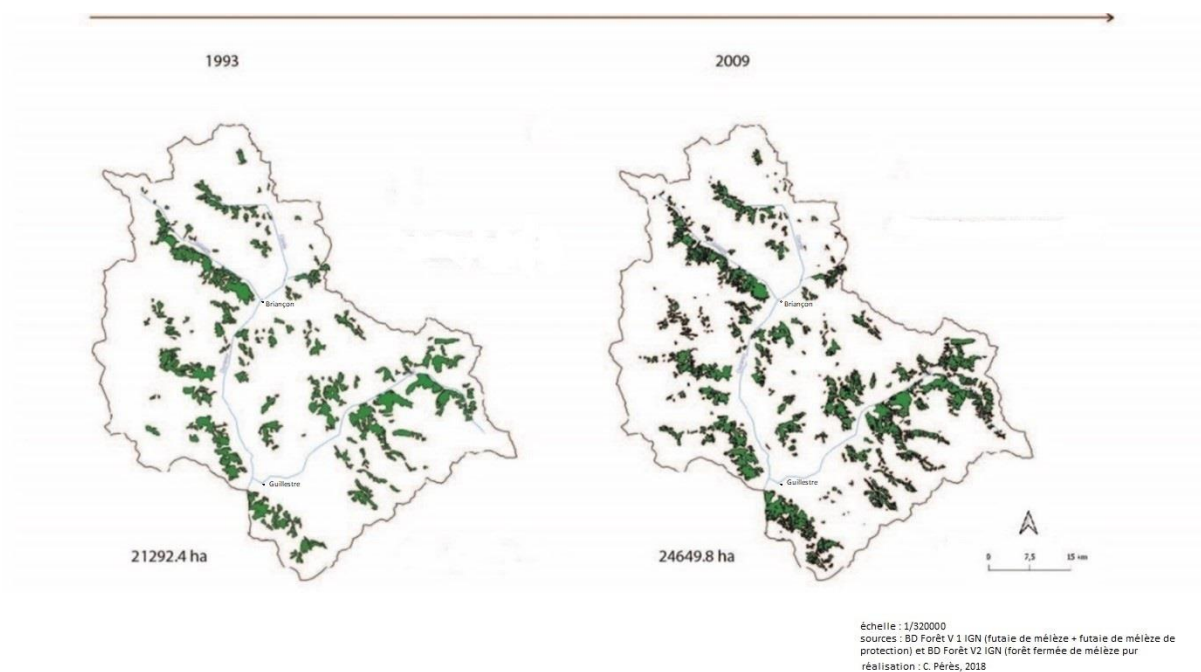 1993
2009
Briançon
Briançon
Guillestre
Guillestre
21292.4 ha
24649.8 ha
0 7,5 15 km
échelle : 1/320000
sources : BD Forêt V 1 IGN (futaie de mélèze + futaie de mélèze de
protection) et BD Forêt V2 IGN (forêt fermée de mélèze pur
réalisation : C. Pérès, 2018